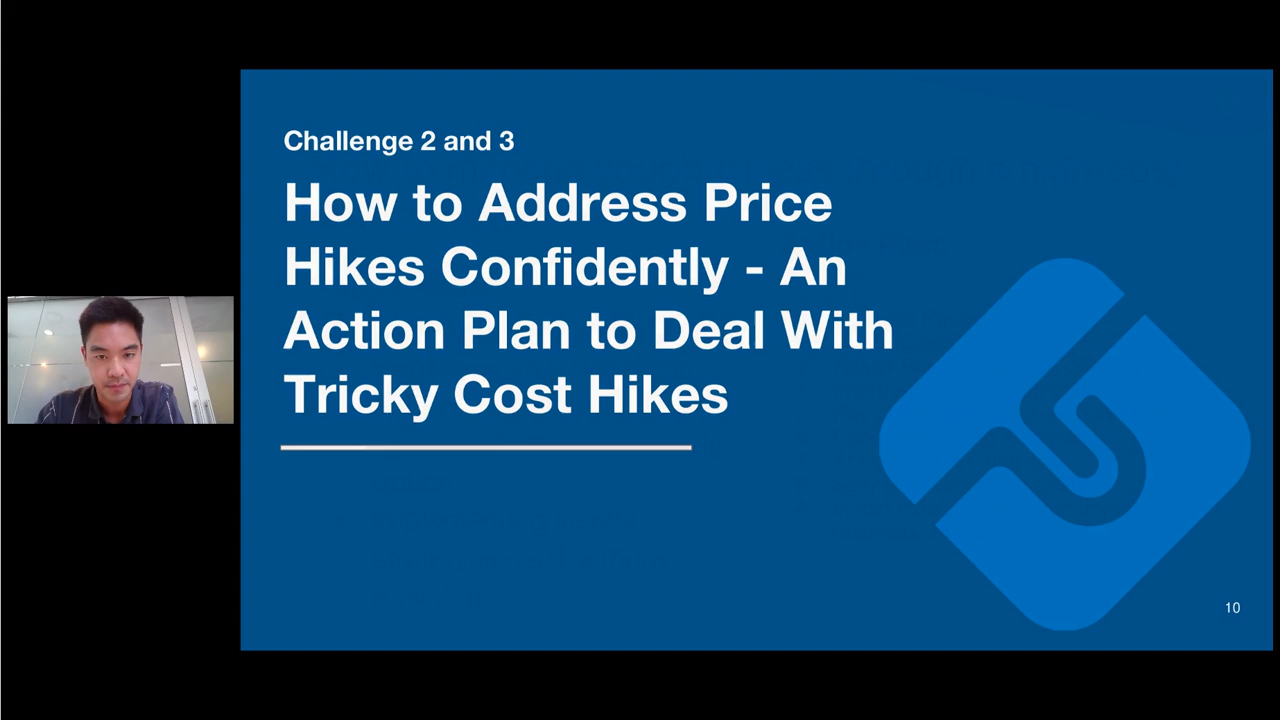 Challenge 2 and 3
How to Address Price
Hikes Confidently - An
Action Plan to Deal With
Tricky Cost Hikes
10